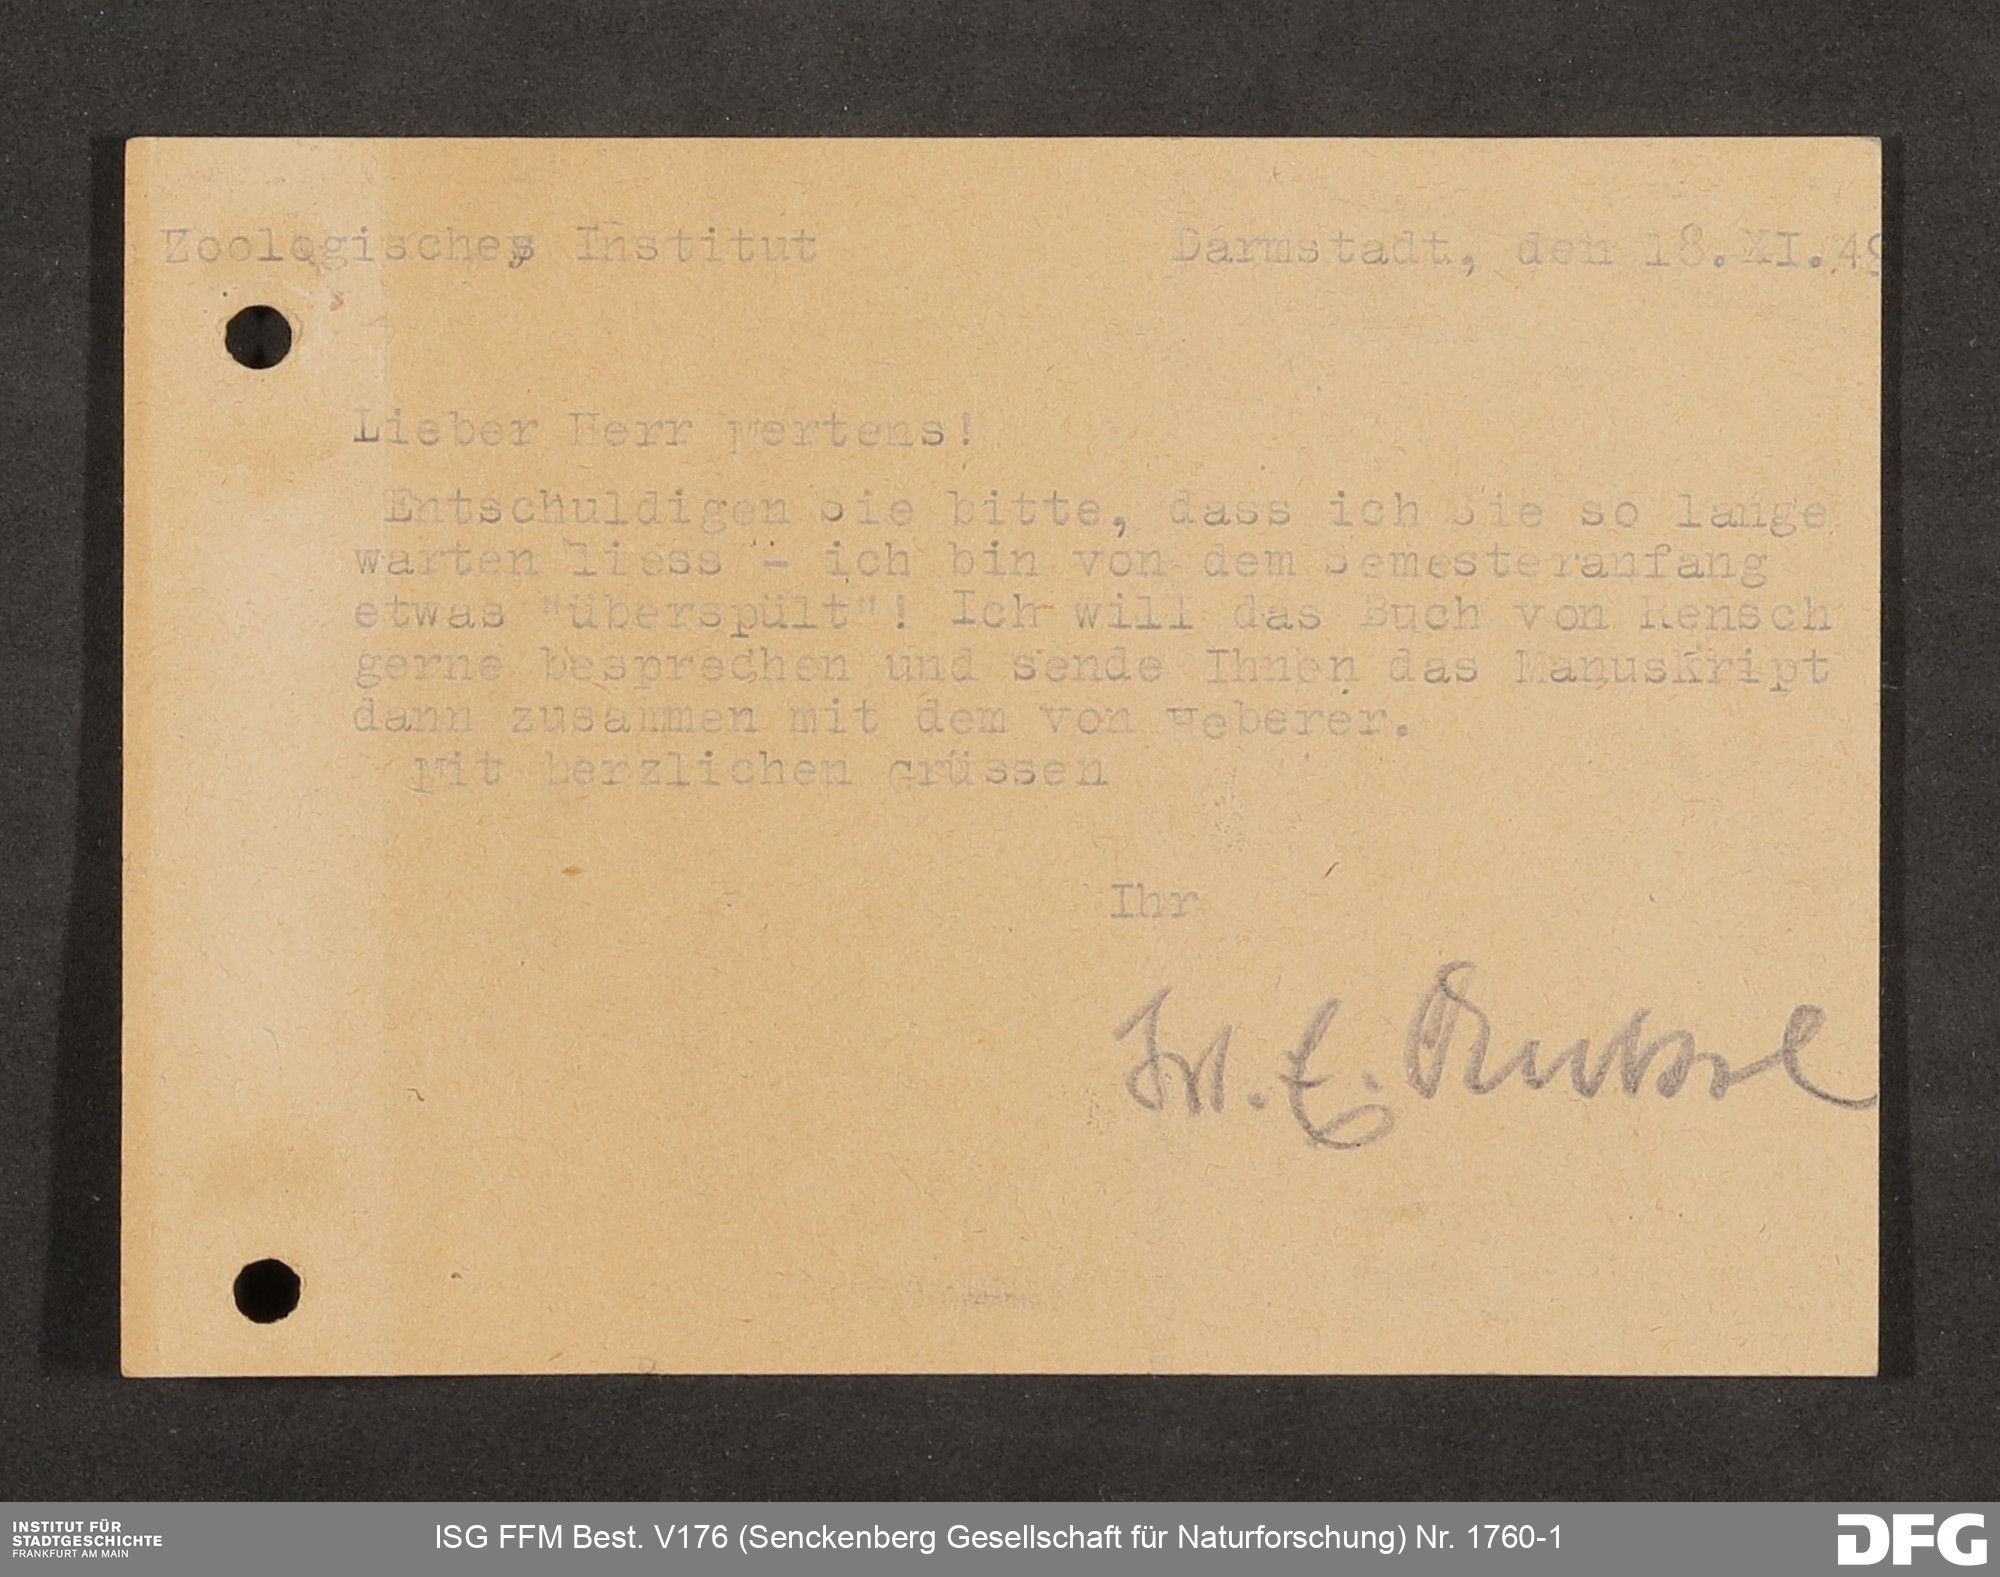 Zoologisches Institut
Darmstadt, den 18.XI.49
Lieber Herr Mertens!
Entschuldigen Sie bitte, dass ich Sie so lange
warten liess - ich bin von dem Semesteranfang
etwas "überspült"! Ich will das Buch von Rensch
gerne besprechen und sende Ihnen das Manuskript
dann zusammen mit dem von Heberer.
Mit herzlichen Grüssen
Ihr
W. E. Ankel
INSTITUT FÜR
STADTGESCHICHTE
FRANKFURT AM MAIN
ISG FFM Best. V176 (Senckenberg Gesellschaft für Naturforschung) Nr. 1760-1
DFG